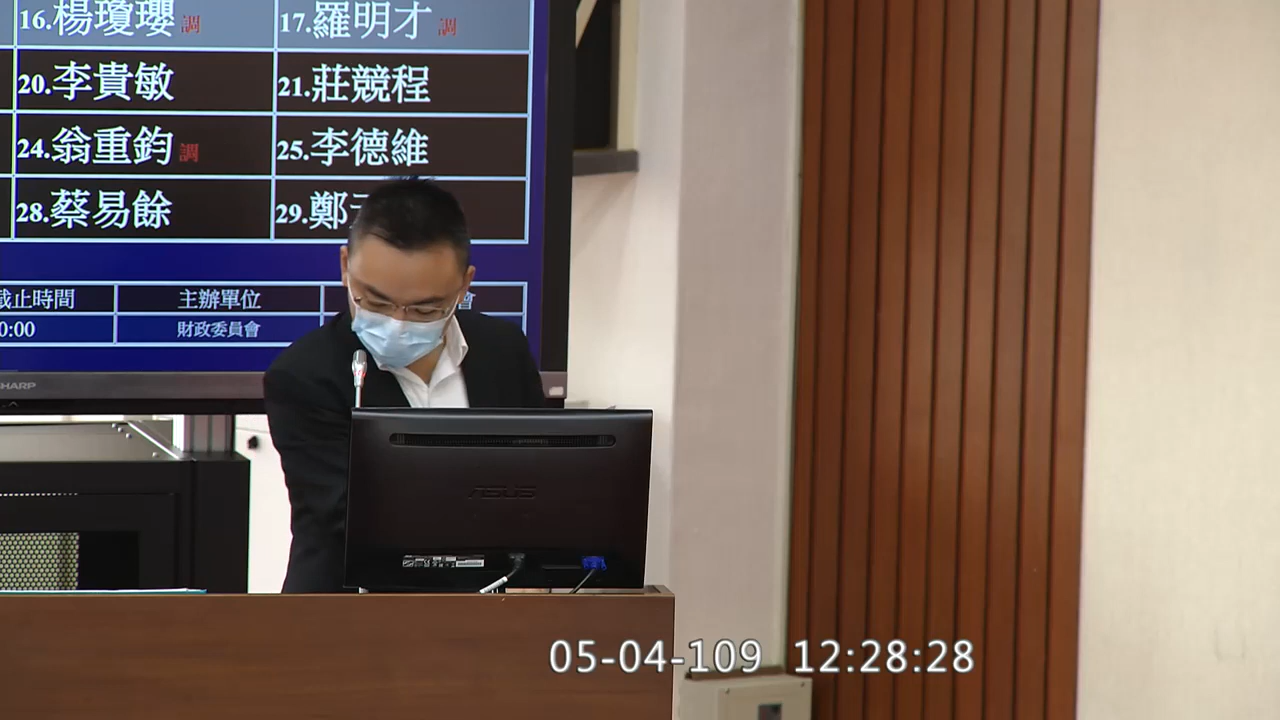 16.楊瓊瓔 調 17.羅明才 調
20.李貴敏 21.莊競程
24.翁重鈞 調 25.李德維
28.蔡易餘 29.鄭
截止時間 主辦單位 會
0:00 財政委員會
SHARP
ASUS
05-04-109 12:28:28